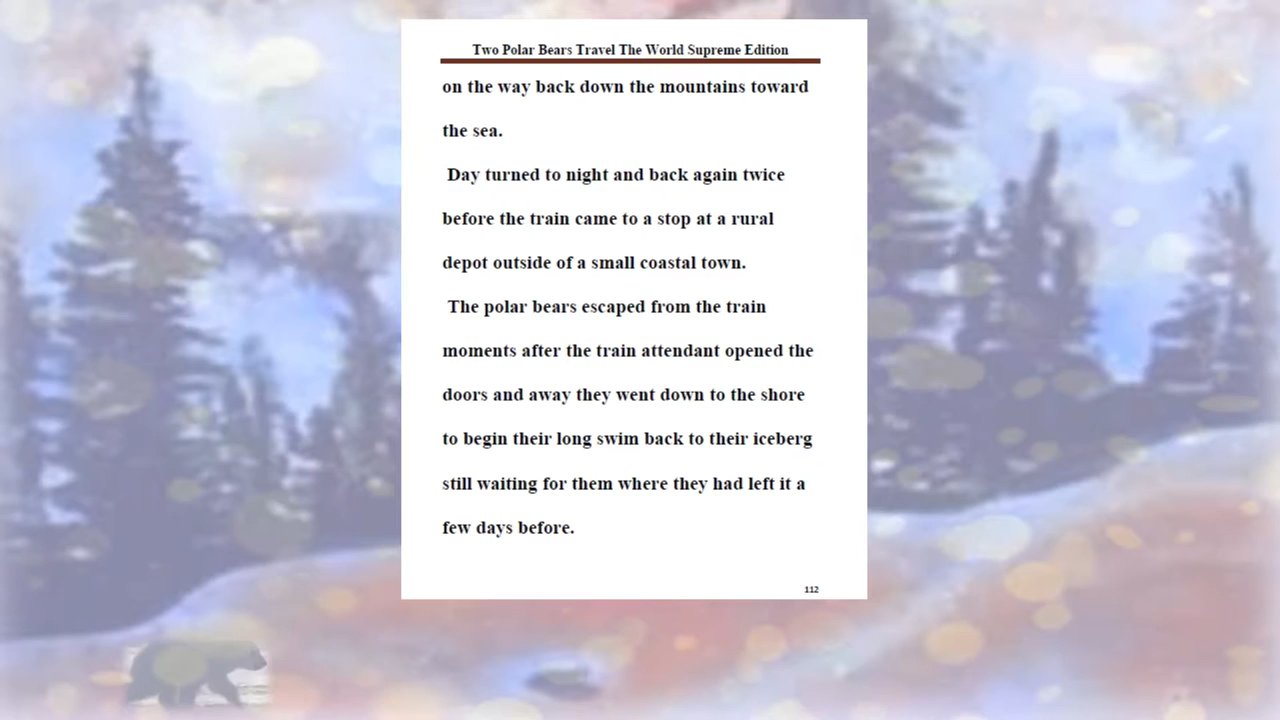 Two Polar Bears Travel The World Supreme Edition
on the way back down the mountains toward
the sea.
Day turned to night and back again twice
before the train came to a stop at a rural
depot outside of a small coastal town.
The polar bears escaped from the train
moments after the train attendant opened the
doors and away they went down to the shore
to begin their long swim back to their iceberg
still waiting for them where they had left it a
few days before.
112